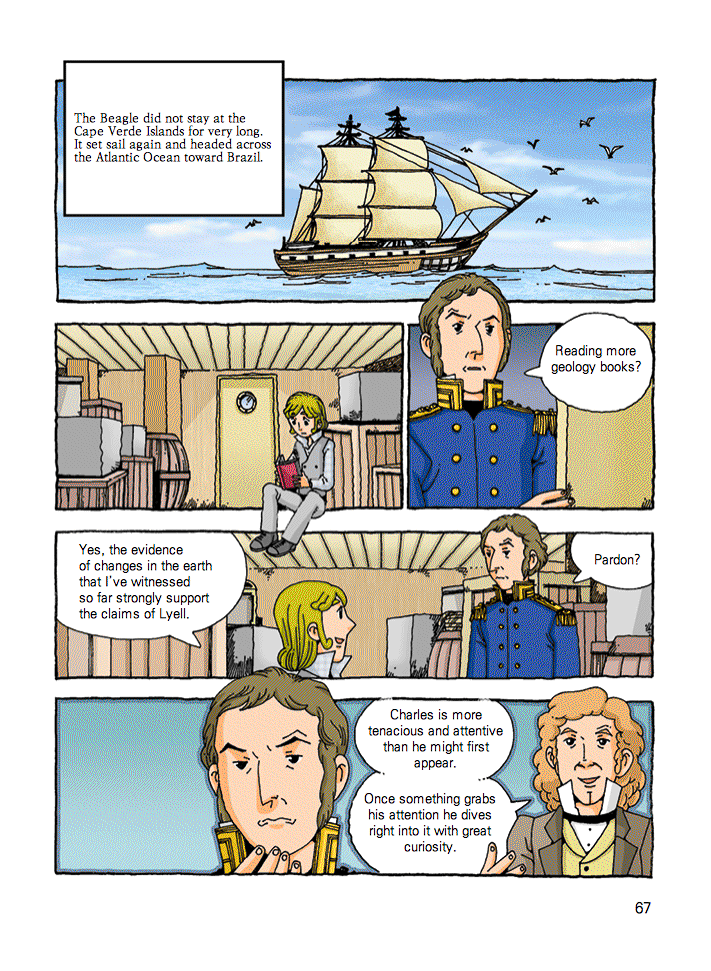 The Beagle did not stay at the
Cape Verde Islands for very long.
It set sail again and headed across
the Atlantic Ocean toward Brazil.
Reading more
geology books?
Yes, the evidence
of changes in the earth
that I've witnessed
so far strongly support
the claims of Lyell.
Pardon?
Charles is more
tenacious and attentive
than he might first
appear.
Once something grabs
his attention he dives
right into it with great
curiosity.
67